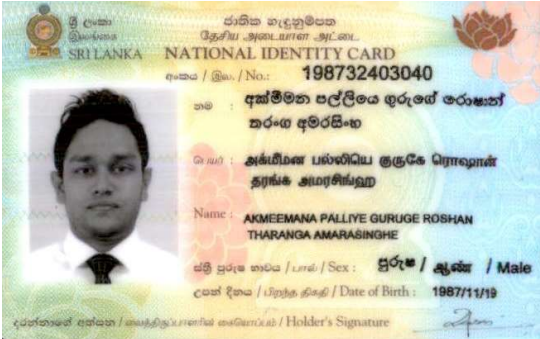 ශ්‍රී ලංකා
இலங்கை
SRI LANKA
ජාතික හැඳුනුම්පත
தேசிய அடையாள அட்டை
NATIONAL IDENTITY CARD
අංකය / இல. / No.: 198732403040
නම : අක්මීමන පල්ලියෙ ගුරුගේ රොෂාන්
තරංග අමරසිංහ
பெயர் : அக்மீமன பல்லியெ குருகே ரொஷான்
தரங்க அமரசிங்ஹ
Name : AKMEEMANA PALLIYE GURUGE ROSHAN
THARANGA AMARASINGHE
ස්ත්‍රී පුරුෂ භාවය / பால் / Sex : පුරුෂ / ஆண் / Male
උපන් දිනය / பிறந்த திகதி / Date of Birth : 1987/11/19
දරන්නාගේ අත්සන / வைத்திருப்பாளரின் கையொப்பம் / Holder's Signature